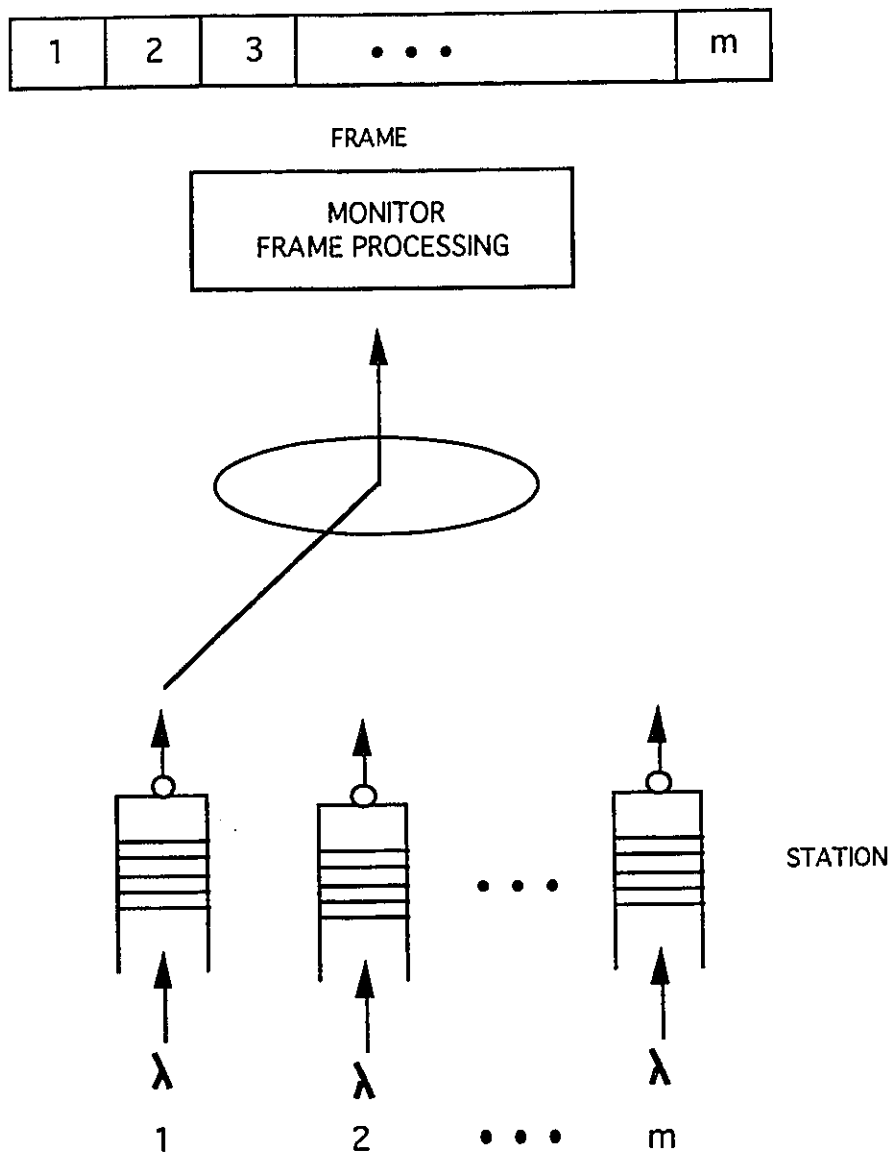 1 2 3 • • • m
FRAME
MONITOR
FRAME PROCESSING
STATION
λ λ λ
1 2 • • • m